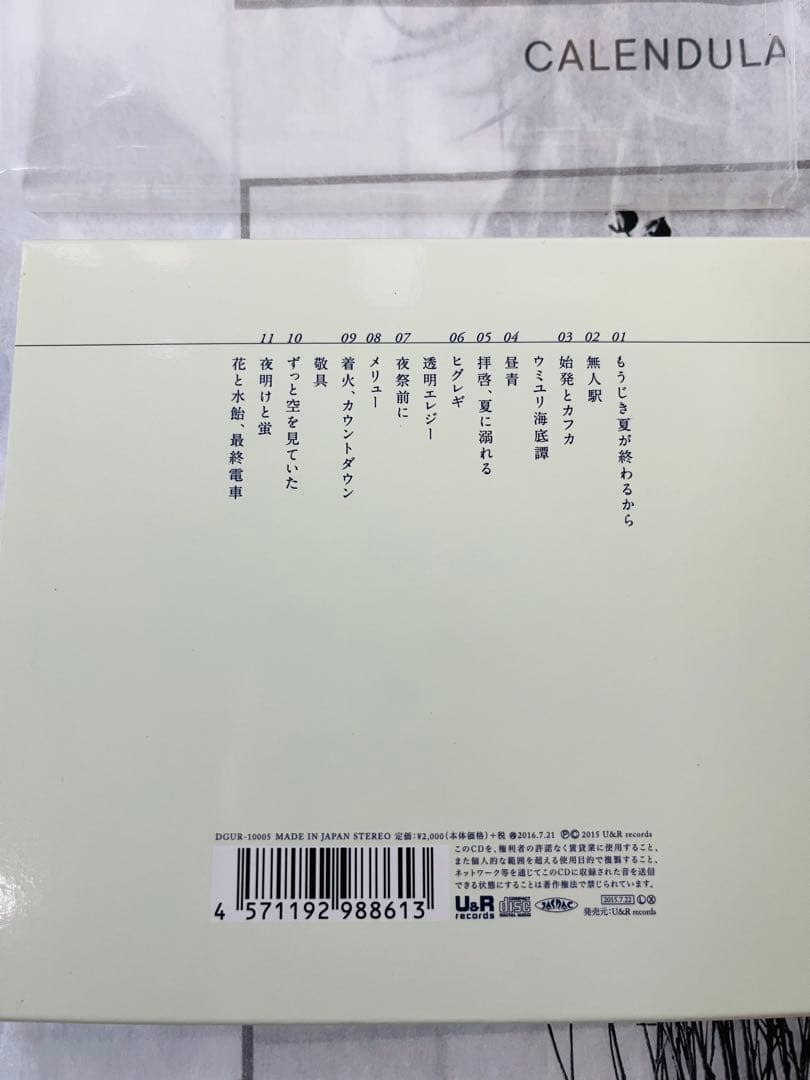 CALENDULA
01 もうじき夏が終わるから
02 無人駅
03 始発とカフカ
ウミユリ海底譚
04 昼青
05 拝啓、夏に溺れる
06 ヒグレギ
透明エレジー
07 夜祭前に
08 メリュー
09 着火、カウントダウン
敬具
10 ずっと空を見ていた
11 夜明けと蛍
花と水飴、最終電車
DGUR-10005 MADE IN JAPAN STEREO 定価:¥2,000(本体価格)+税 2016.7.21 ℗© 2015 U&R records
このCDを、権利者の許諾なく賃貸業に使用すること、
また個人的な範囲を超える使用目的で複製すること、
ネットワーク等を通じてこのCDに収録された音を送信
できる状態にすることは著作権法で禁じられています。
4 571192 988613
U&R records
COMPACT disc DIGITAL AUDIO
JASRAC
2015.7.22 Ⓛ Ⓧ
発売元:U&R records